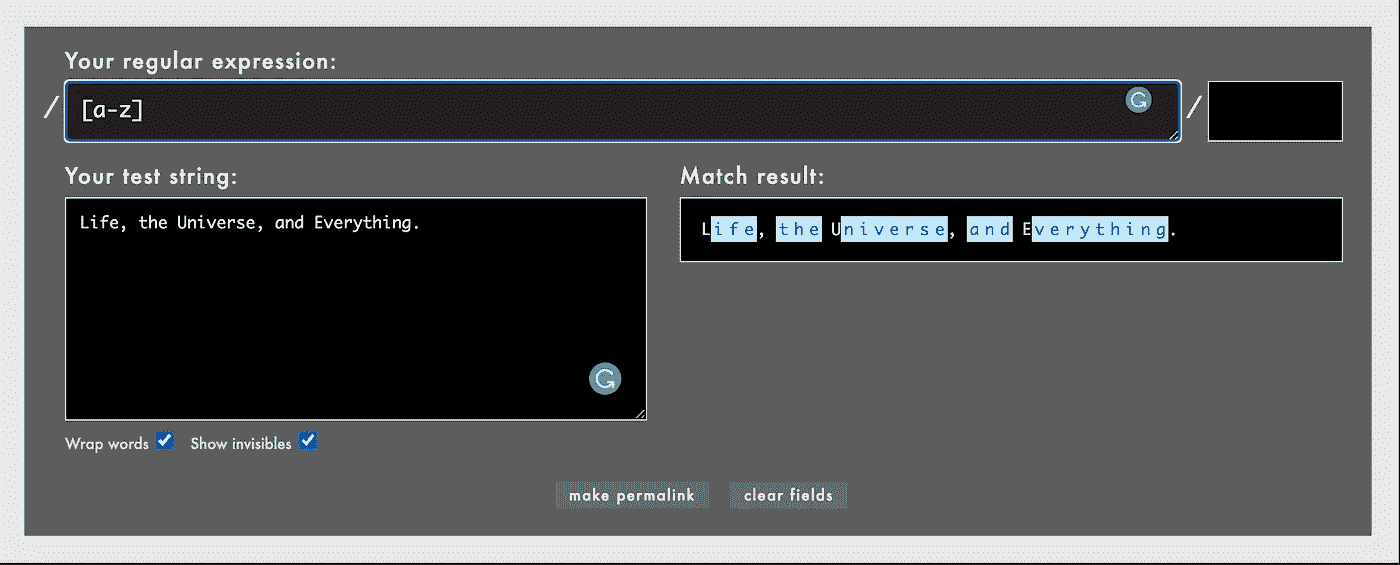 Your regular expression:
/ [a-z] /
Your test string:
Match result:
Life, the Universe, and Everything.
Life, the Universe, and Everything.
Wrap words Show invisibles
make permalink clear fields